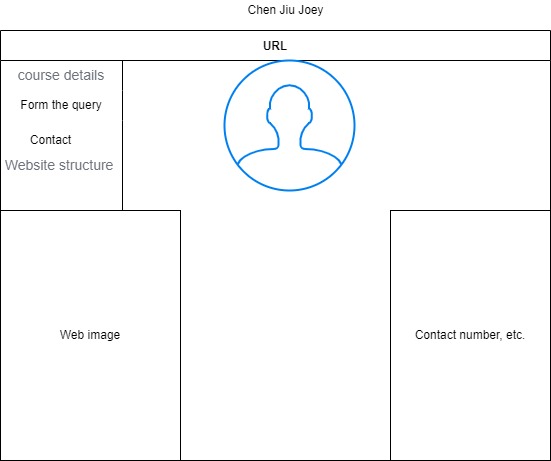 Chen Jiu Joey
URL
course details
Form the query
Contact
Website structure
Web image
Contact number, etc.